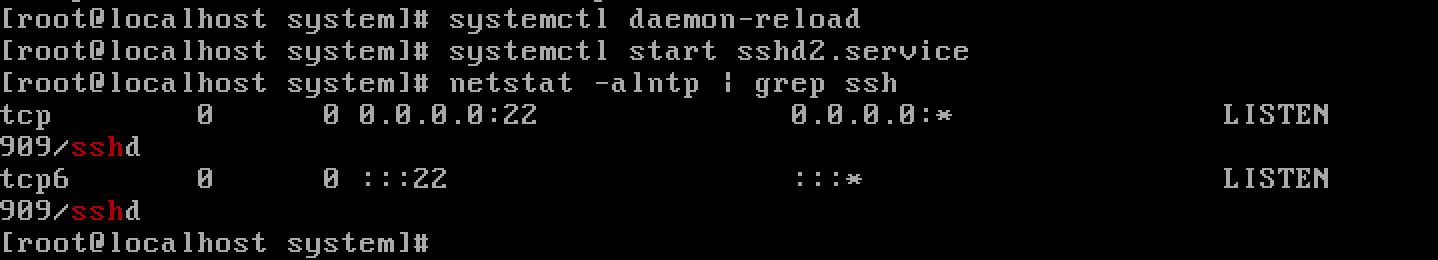 [root@localhost system]# systemctl daemon-reload
[root@localhost system]# systemctl start sshd2.service
[root@localhost system]# netstat -alntp | grep ssh
tcp        0      0 0.0.0.0:22              0.0.0.0:*               LISTEN
909/sshd
tcp6       0      0 :::22                   :::*                    LISTEN
909/sshd
[root@localhost system]#